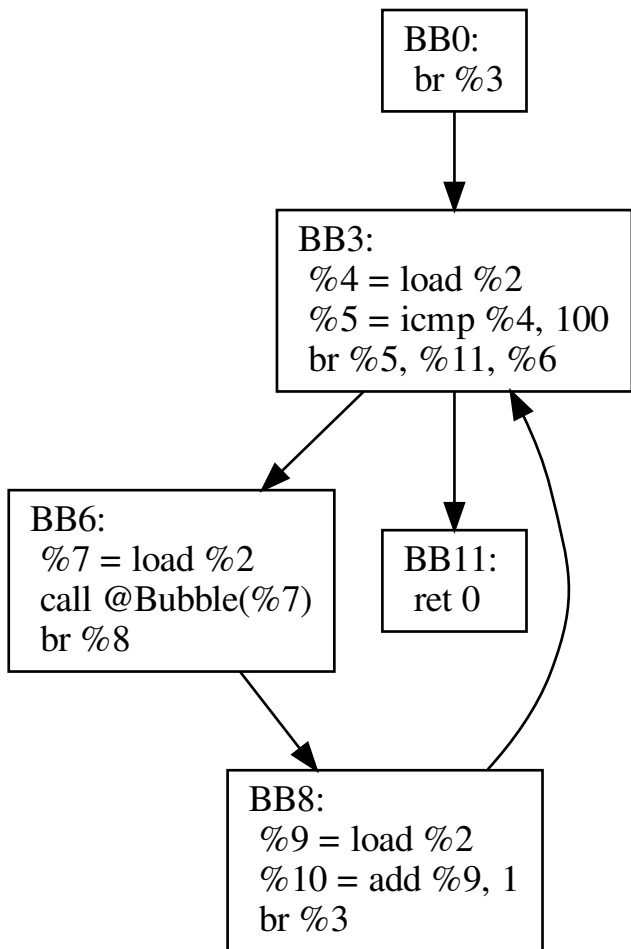 BB0:
br %3
BB3:
%4 = load %2
%5 = icmp %4, 100
br %5, %11, %6
BB6:
%7 = load %2
call @Bubble(%7)
br %8
BB11:
ret 0
BB8:
%9 = load %2
%10 = add %9, 1
br %3